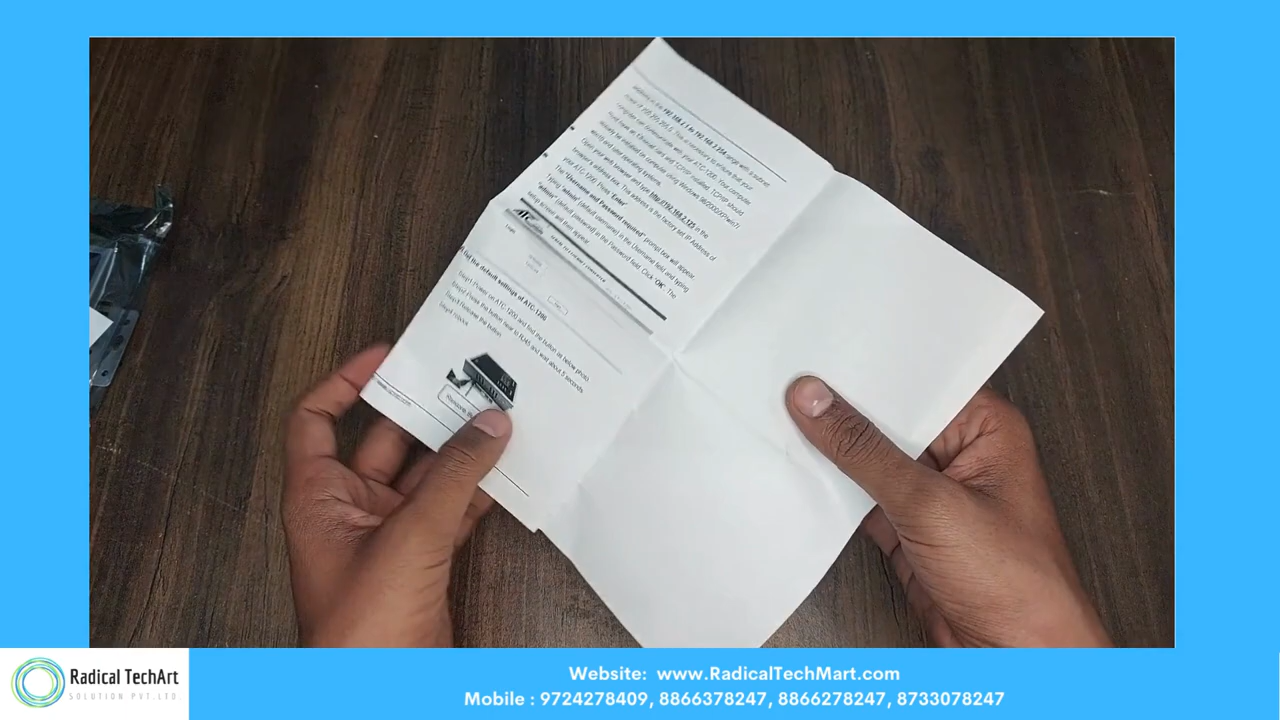 address in the 192.168.2.1 to 192.168.2.254 range with a subnet
mask of 255.255.255.0. This is necessary to ensure that your
computer can communicate with your ATC-1200. Your computer
must have an Ethernet card and TCP/IP installed. TCP/IP should
already be installed on computer using Windows 98/2000/XP/win7/
and later operating systems.
Open your web browser and type http://192.168.2.125 in the
browser's address box. This address is the factory set IP Address of
your ATC-1200. Press "Enter"
The "Username and Password required" prompt box will appear.
Typing "admin" (default username) in the Username field and typing
"admin" (default password) in the Password field. Click "OK". The
setup screen will then appear.
ATC
the default settings of ATC-1200
Step1 Power on ATC-1200 and find the button as below photo.
Step2 Press the button near to RJ45 and wait about 5 seconds
Step3 Release the button.
Radical TechArt
SOLUTION PVT.LTD.
Website: www.RadicalTechMart.com
Mobile : 9724278409, 8866378247, 8866278247, 8733078247